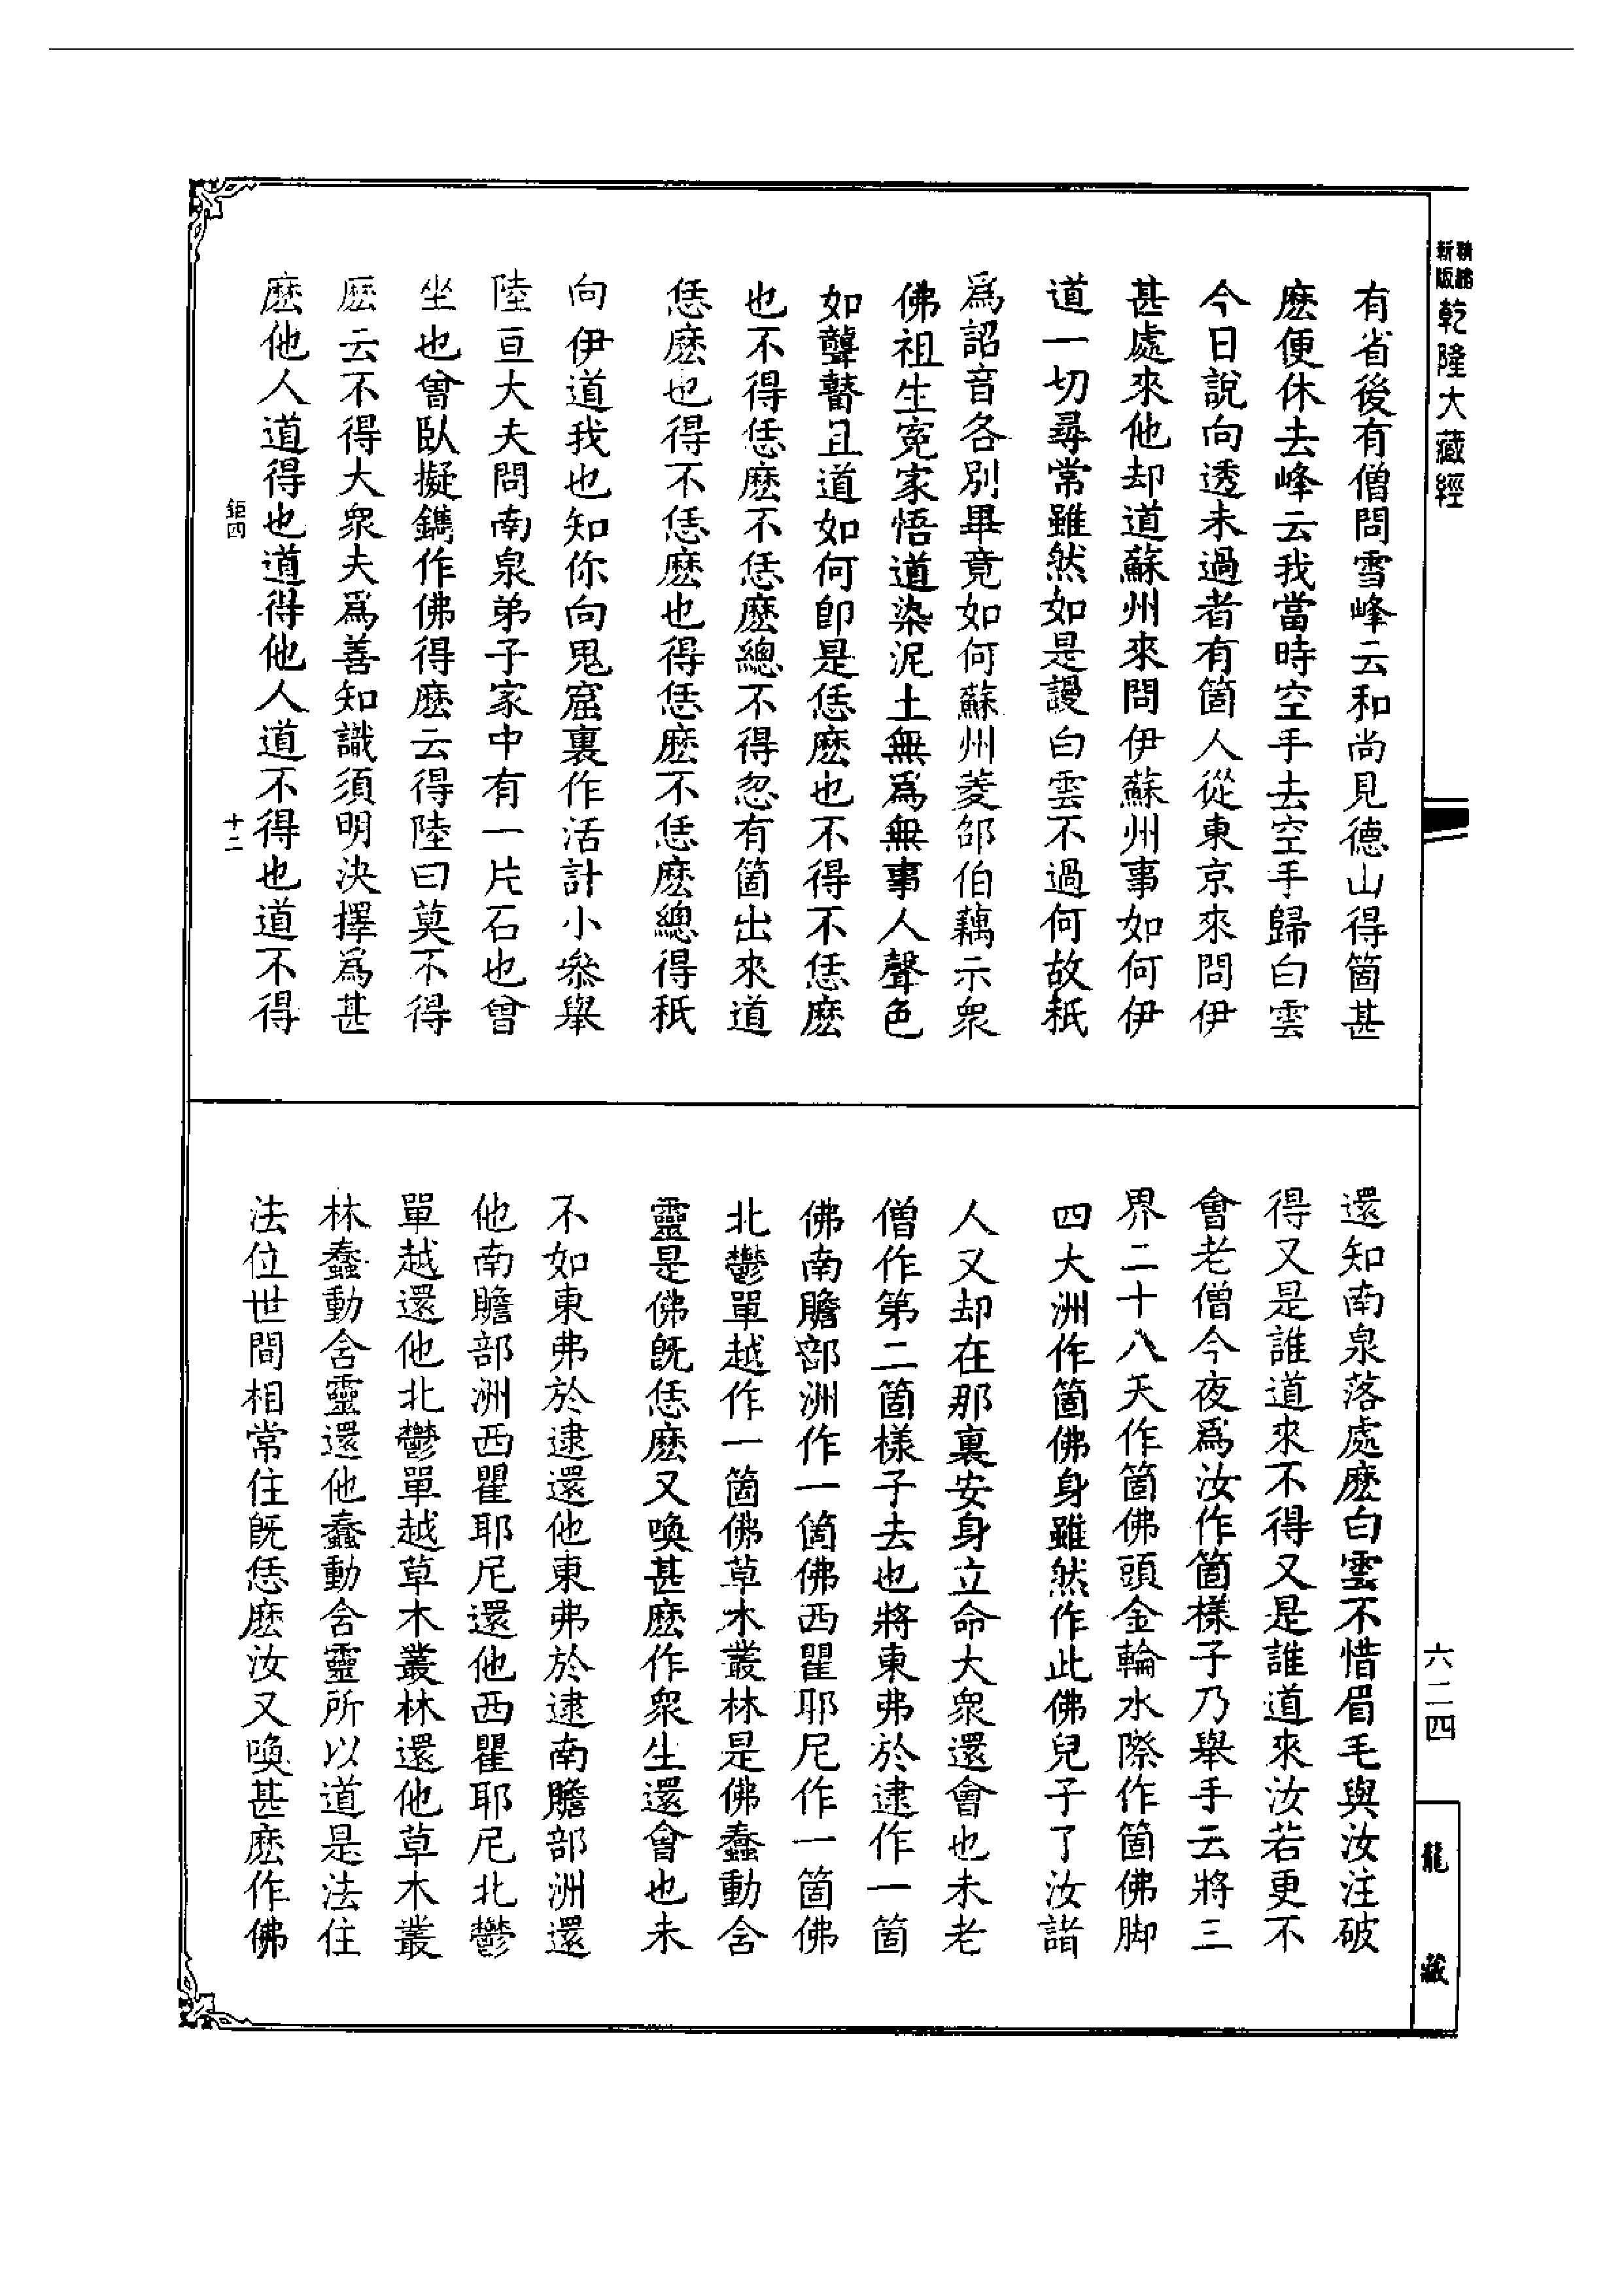 新版精縮乾隆大藏經
有省後有僧問雪峰云和尚見德山得箇甚
麽便休去峰云我當時空手去空手歸白雲
今日說向透未過者有箇人從東京來問伊
甚處來他却道蘇州來問伊蘇州事如何伊
道一切尋常雖然如是謾白雲不過何故秖
爲詔音各別畢竟如何蘇州菱邵伯藕示衆
佛祖生寃家悟道染泥土無爲無事人聲色
如聾瞽且道如何卽是恁麽也不得不恁麽
也不得恁麽不恁麽總不得忽有箇出來道
恁麽也得不恁麽也得恁麽不恁麽總得秖
向伊道我也知你向鬼窟裏作活計小叅舉
陸亘大夫問南泉弟子家中有一片石也曾
坐也曾臥擬鐫作佛得麽云得陸曰莫不得
麽云不得大衆夫爲善知識須明決擇爲甚
麽他人道得也道得他人道不得也道不得
鉅四
十二
還知南泉落處麽白雲不惜眉毛與汝注破
得又是誰道來不得又是誰道來汝若更不
會老僧今夜爲汝作箇樣子乃舉手云將三
界二十八天作箇佛頭金輪水際作箇佛脚
四大洲作箇佛身雖然作此佛兒子了汝諸
人又却在那裏安身立命大衆還會也未老
僧作第二箇樣子去也將東弗於逮作一箇
佛南贍部洲作一箇佛西瞿耶尼作一箇佛
北鬱單越作一箇佛草木叢林是佛蠢動含
靈是佛旣恁麽又喚甚麽作衆生還會也未
不如東弗於逮還他東弗於逮南贍部洲還
他南贍部洲西瞿耶尼還他西瞿耶尼北鬱
單越還他北鬱單越草木叢林還他草木叢
林蠢動含靈還他蠢動含靈所以道是法住
法位世間相常住旣恁麽汝又喚甚麽作佛
六二四
龍藏